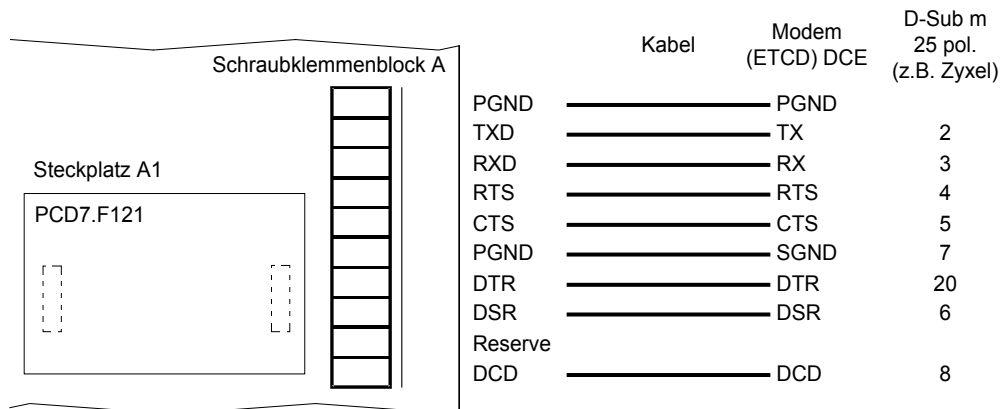 Schraubklemmenblock A
Steckplatz A1
PCD7.F121
Kabel
Modem
(ETCD) DCE
D-Sub m
25 pol.
(z.B. Zyxel)
PGND PGND
TXD TX 2
RXD RX 3
RTS RTS 4
CTS CTS 5
PGND SGND 7
DTR DTR 20
DSR DSR 6
Reserve
DCD DCD 8